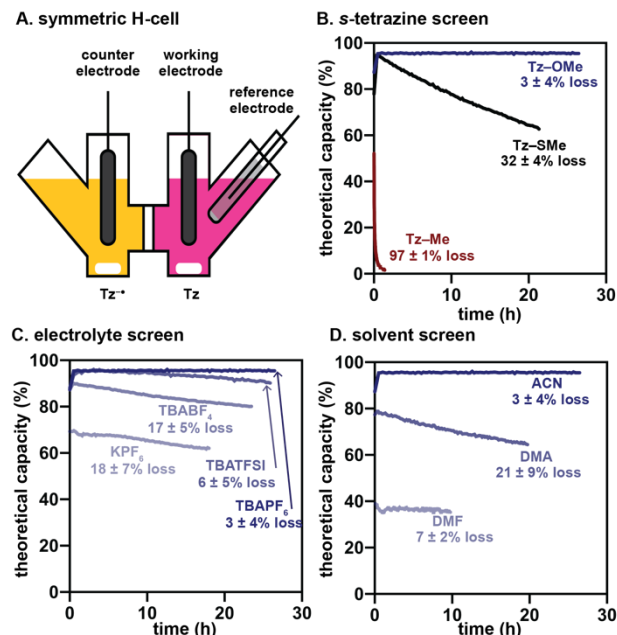 A. symmetric H-cell
counter
electrode
working
electrode
reference
electrode
Tz⁻•
Tz
B. s-tetrazine screen
theoretical capacity (%)
100
80
60
40
20
0
Tz–OMe
3 ± 4% loss
Tz–SMe
32 ± 4% loss
Tz–Me
97 ± 1% loss
0
10
20
30
time (h)
C. electrolyte screen
theoretical capacity (%)
100
80
60
40
20
0
TBABF₄
17 ± 5% loss
KPF₆
18 ± 7% loss
TBATFSI
6 ± 5% loss
TBAPF₆
3 ± 4% loss
0
10
20
30
time (h)
D. solvent screen
theoretical capacity (%)
100
80
60
40
20
0
ACN
3 ± 4% loss
DMA
21 ± 9% loss
DMF
7 ± 2% loss
0
10
20
30
time (h)